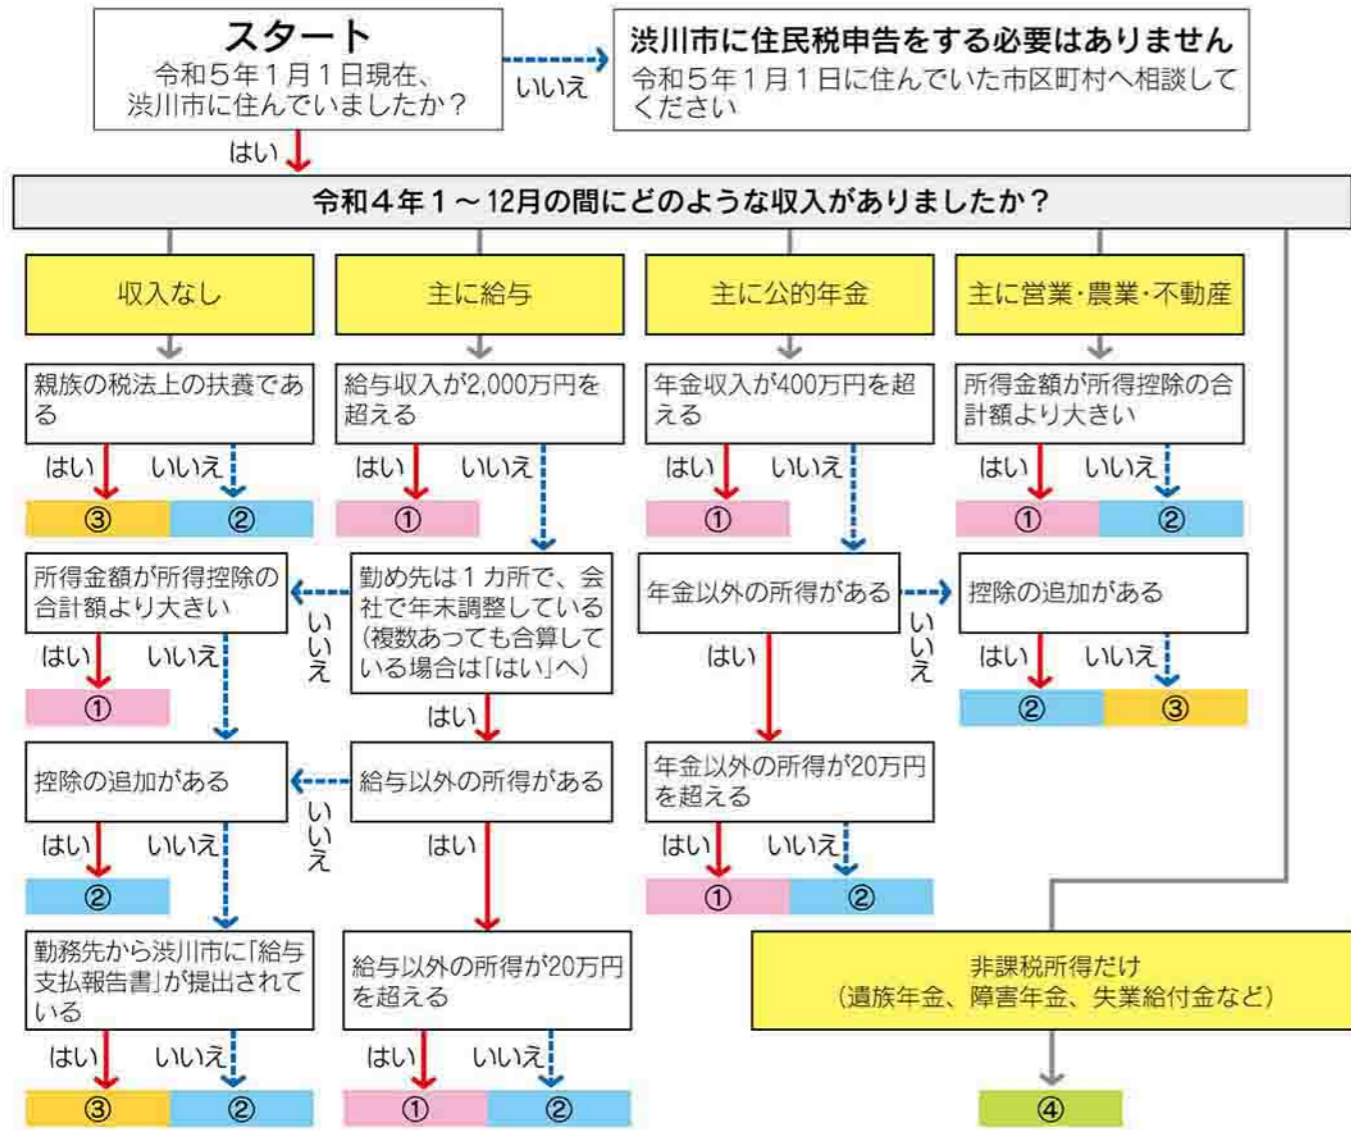 スタート
令和5年1月1日現在、
渋川市に住んでいましたか？
いいえ
渋川市に住民税申告をする必要はありません
令和5年1月1日に住んでいた市区町村へ相談して
ください
はい
令和4年1～12月の間にどのような収入がありましたか？
収入なし
主に給与
主に公的年金
主に営業・農業・不動産
親族の税法上の扶養であ
る
給与収入が2,000万円を
超える
年金収入が400万円を超
える
所得金額が所得控除の合
計額より大きい
はい
いいえ
はい
いいえ
はい
いいえ
はい
いいえ
③
②
①
①
①
②
所得金額が所得控除の
合計額より大きい
いいえ
勤め先は1カ所で、会
社で年末調整している
（複数あっても合算して
いる場合は「はい」へ）
年金以外の所得がある
いいえ
控除の追加がある
はい
いいえ
はい
はい
はい
いいえ
①
②
③
控除の追加がある
いいえ
給与以外の所得がある
年金以外の所得が20万円
を超える
はい
いいえ
はい
はい
いいえ
②
①
②
勤務先から渋川市に「給与
支払報告書」が提出されて
いる
給与以外の所得が20万円
を超える
非課税所得だけ
（遺族年金、障害年金、失業給付金など）
はい
いいえ
はい
いいえ
③
②
①
②
④